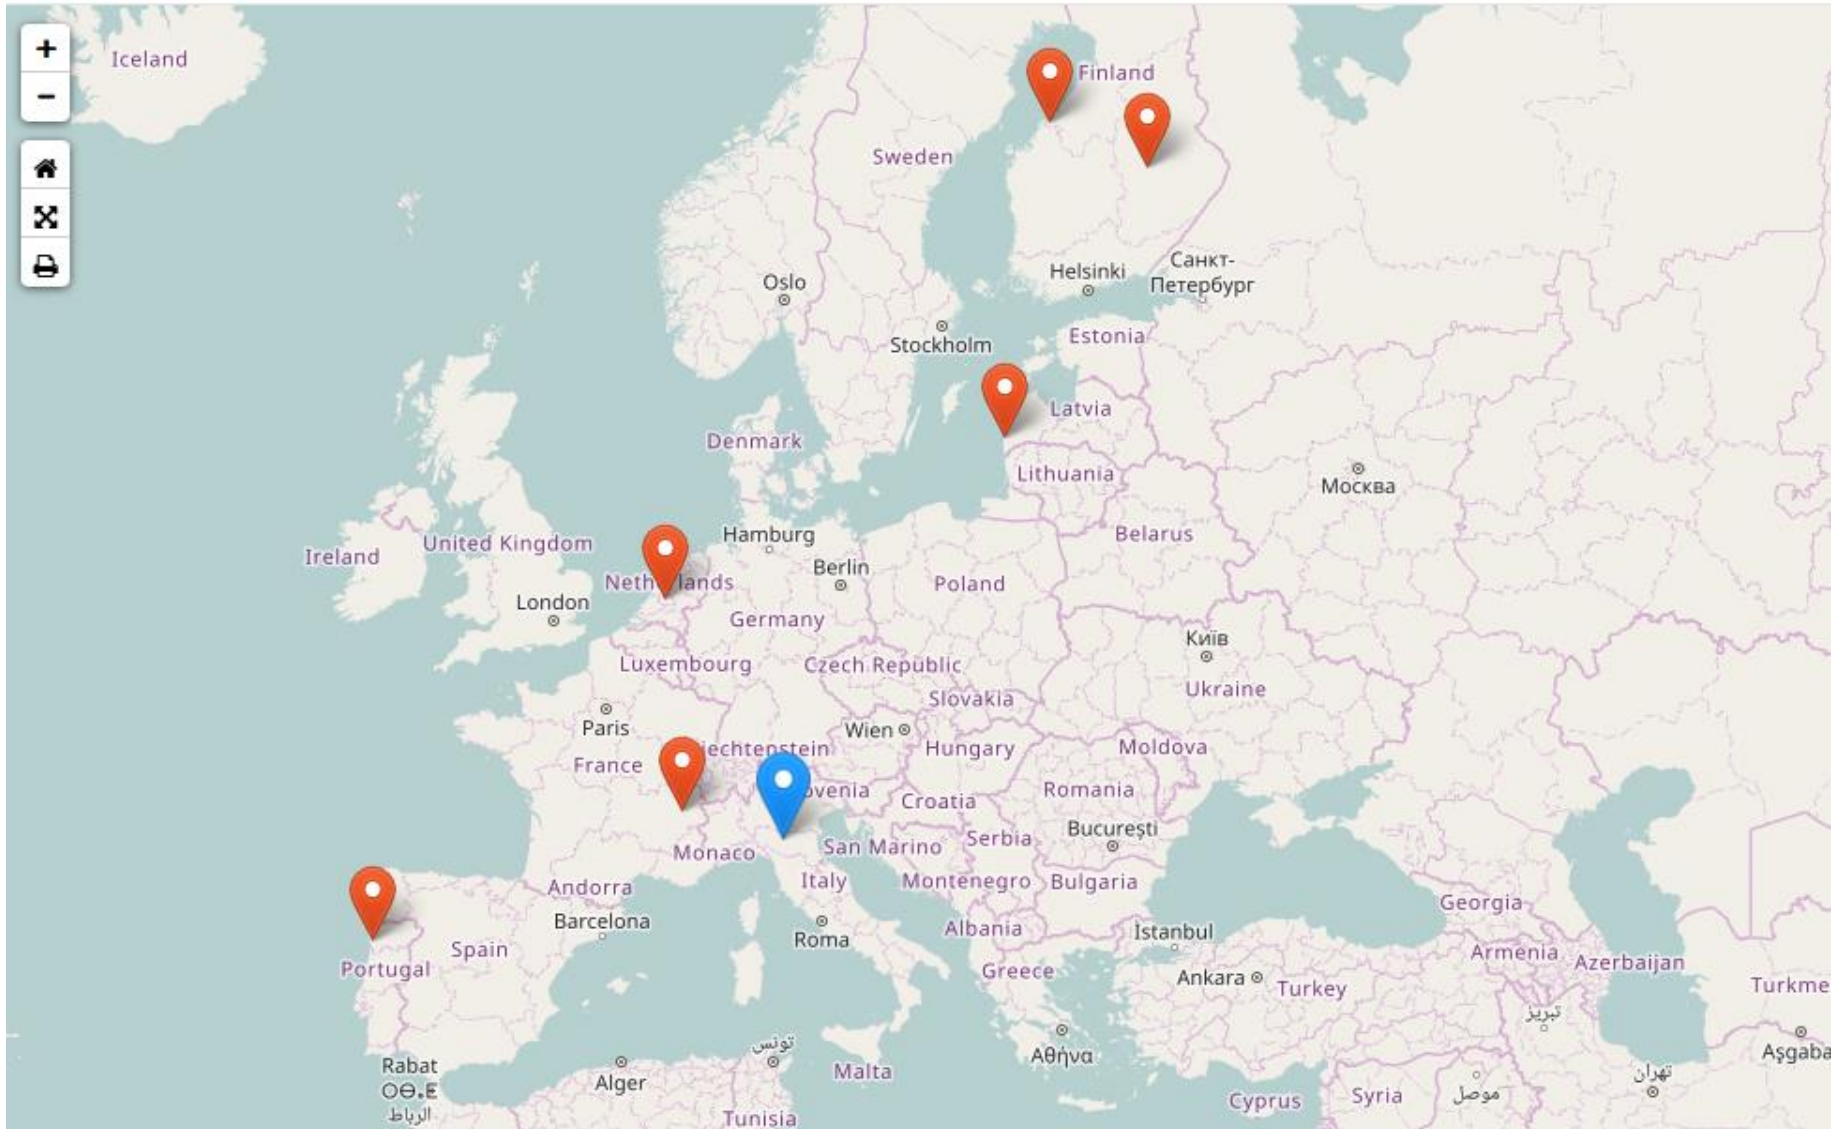 +
−
Iceland
Finland
Sweden
Oslo
Helsinki
Санкт-
Петербург
Stockholm
Estonia
Latvia
Denmark
Lithuania
Москва
Hamburg
Belarus
United Kingdom
Ireland
Berlin
Poland
London
Germany
Київ
Luxembourg
Czech Republic
Ukraine
Slovakia
Paris
Wien
Hungary
Moldova
France
Romania
Croatia
București
Serbia
San Marino
Monaco
Italy
Montenegro
Bulgaria
Andorra
Georgia
Barcelona
Roma
Albania
İstanbul
Spain
Armenia
Azerbaijan
Portugal
Greece
Ankara
Turkey
Turkme
تبريز
Αθήνα
تونس
Aşgaba
Rabat
ⵔⴱⴰⵟ
الرباط
Alger
Malta
تهران
موصل
Syria
Cyprus
Tunisia